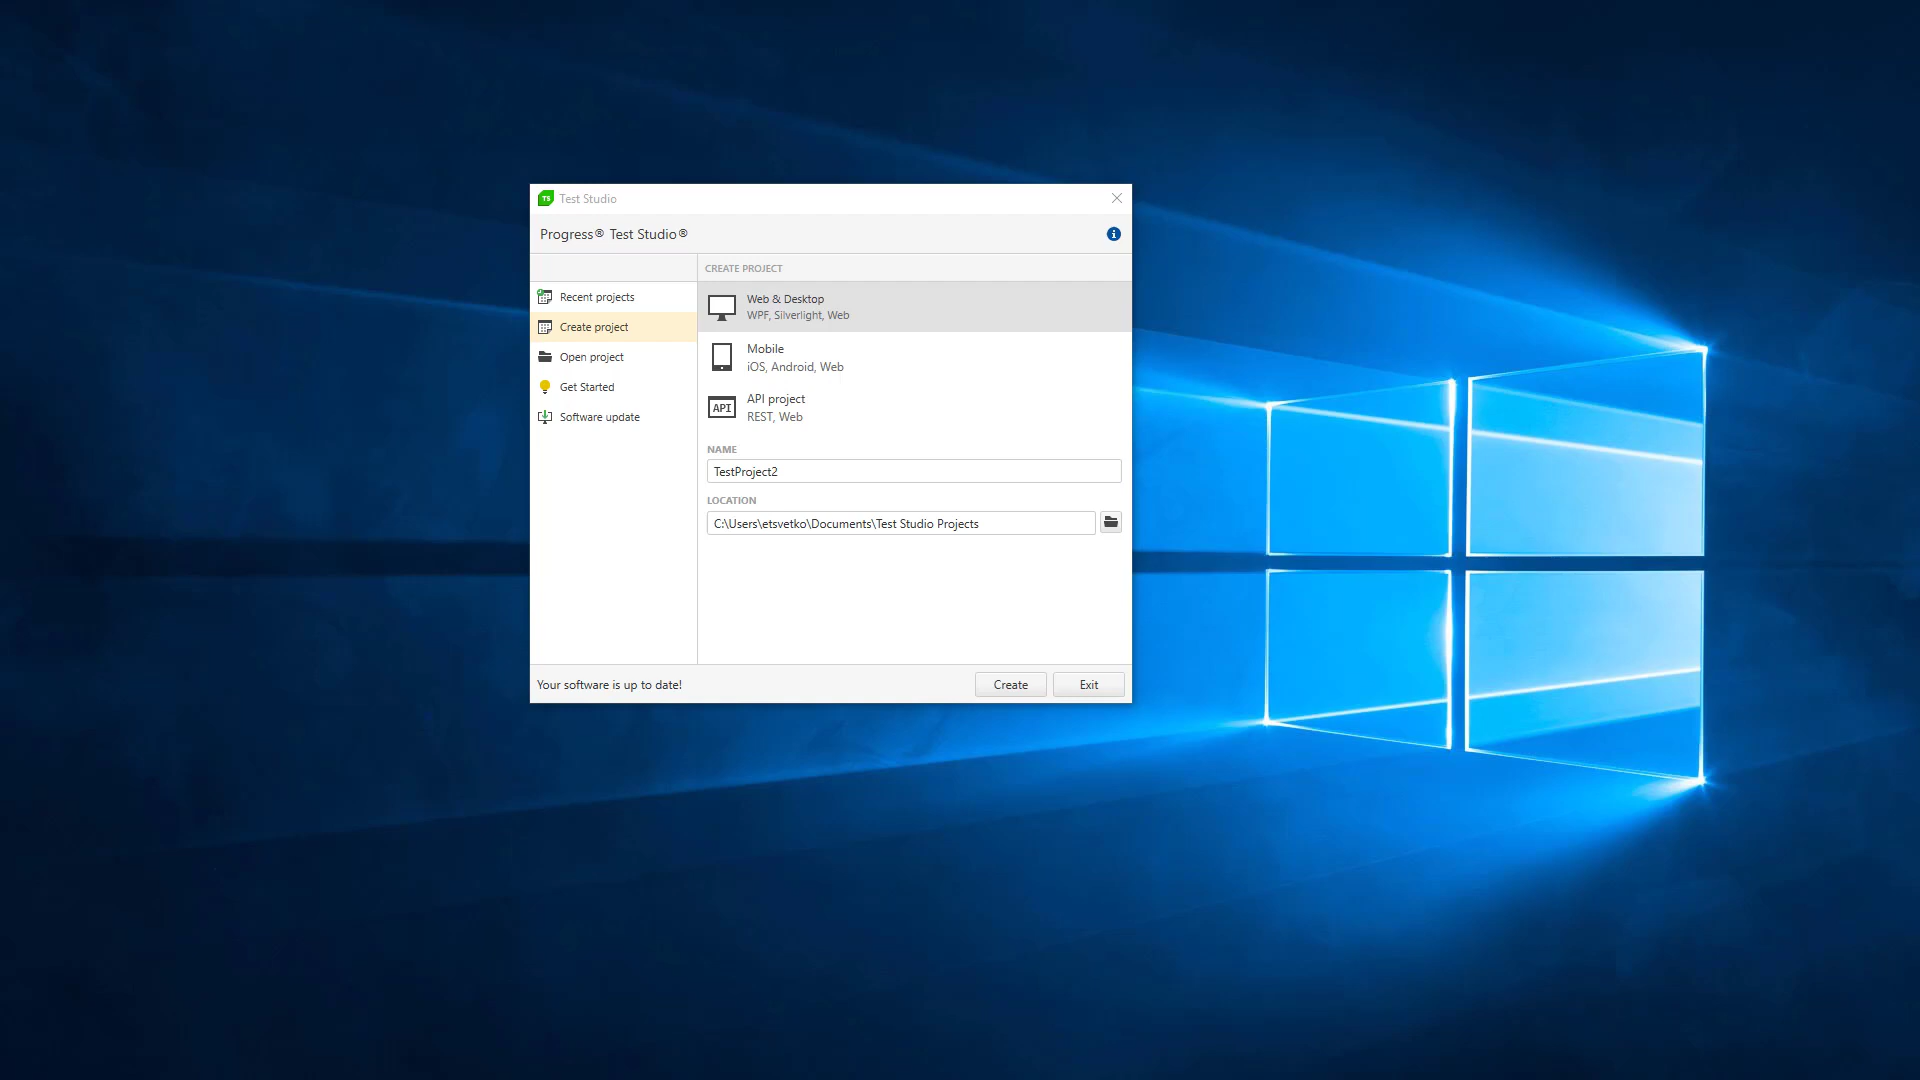 TS Test Studio
Progress® Test Studio®
CREATE PROJECT
Recent projects
Create project
Open project
Get Started
Software update
Web & Desktop
WPF, Silverlight, Web
Mobile
iOS, Android, Web
API
API project
REST, Web
NAME
TestProject2
LOCATION
C:\Users\etsvetko\Documents\Test Studio Projects
Your software is up to date!
Create
Exit